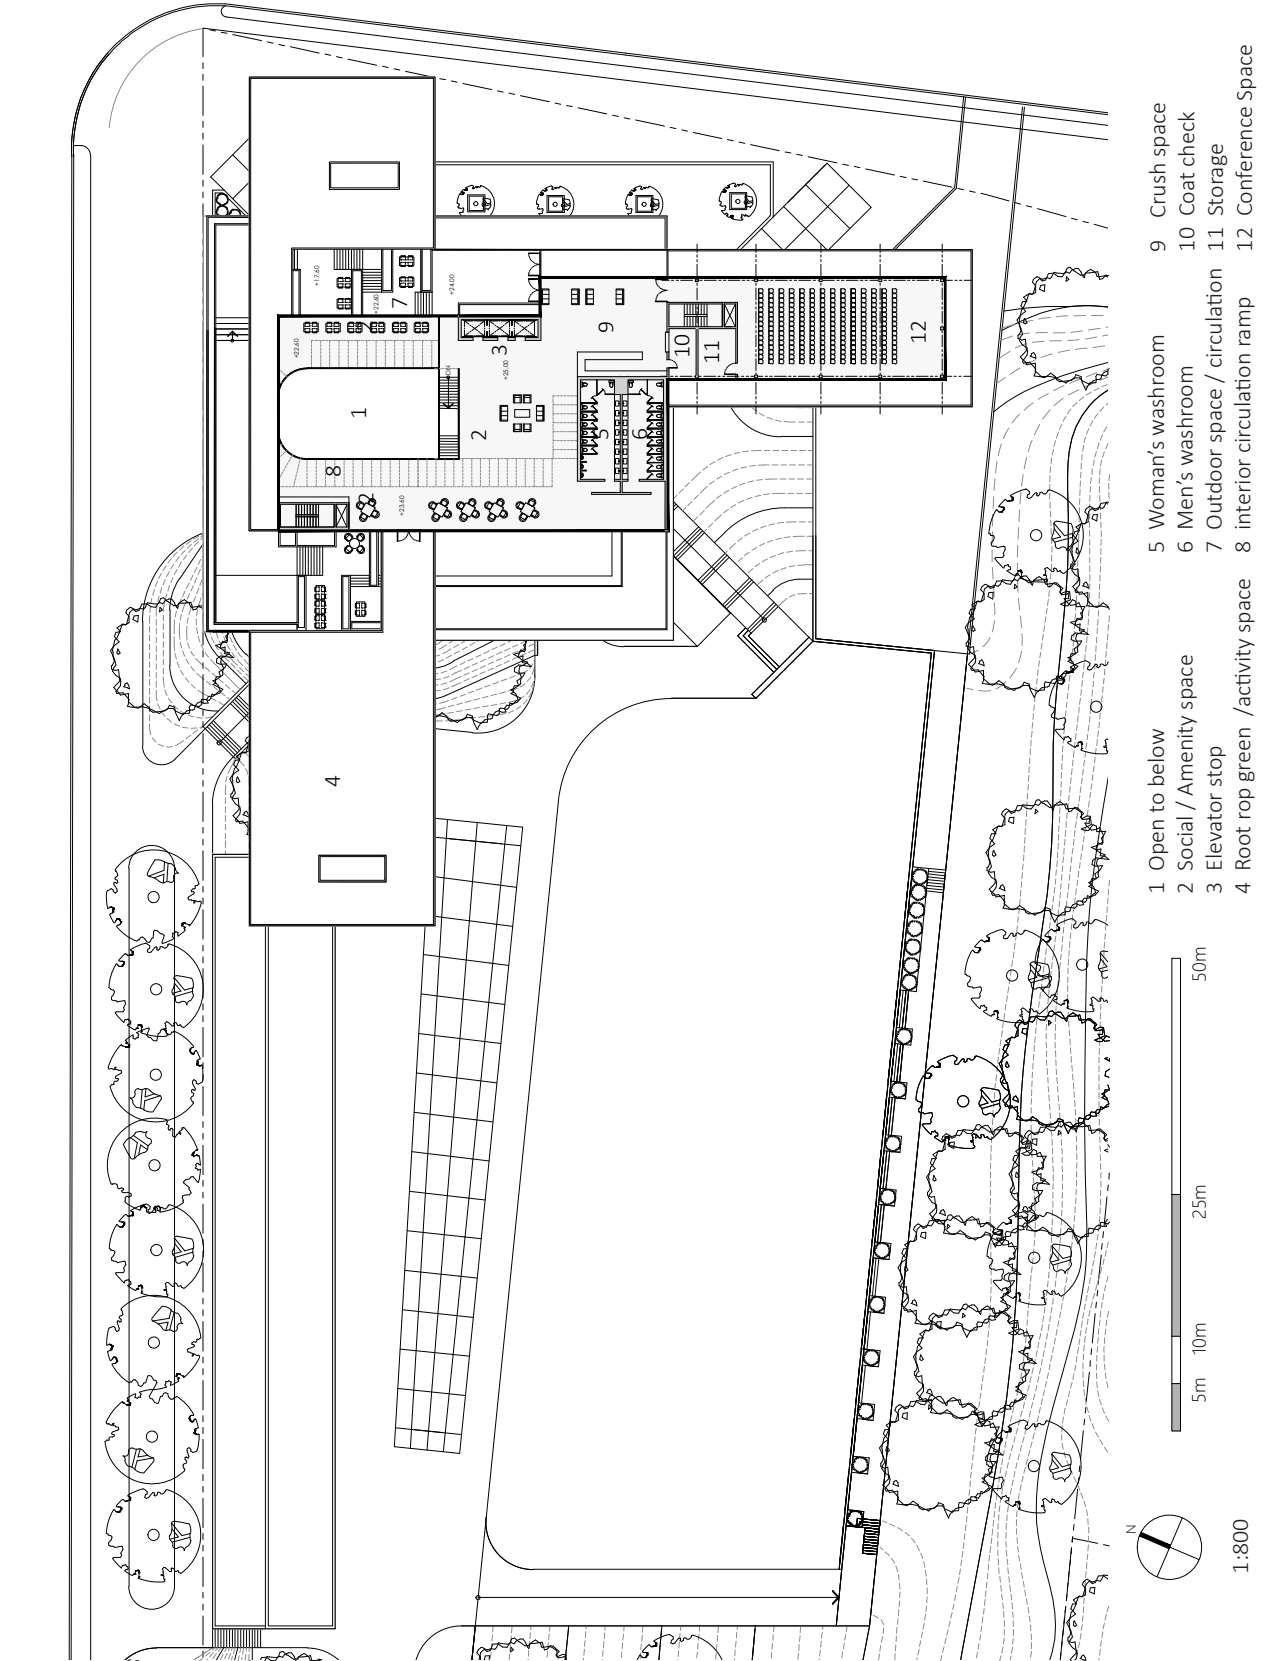 1 Open to below
2 Social / Amenity space
3 Elevator stop
4 Root rop green /activity space
5 Woman's washroom
6 Men's washroom
7 Outdoor space / circulation
8 interior circulation ramp
9 Crush space
10 Coat check
11 Storage
12 Conference Space
5m 10m 25m 50m
N
1:800
+17.60
+22.60
7
+24.00
+22.60
3
+25.00
9
10
11
12
1
2
8
5
6
+23.60
4